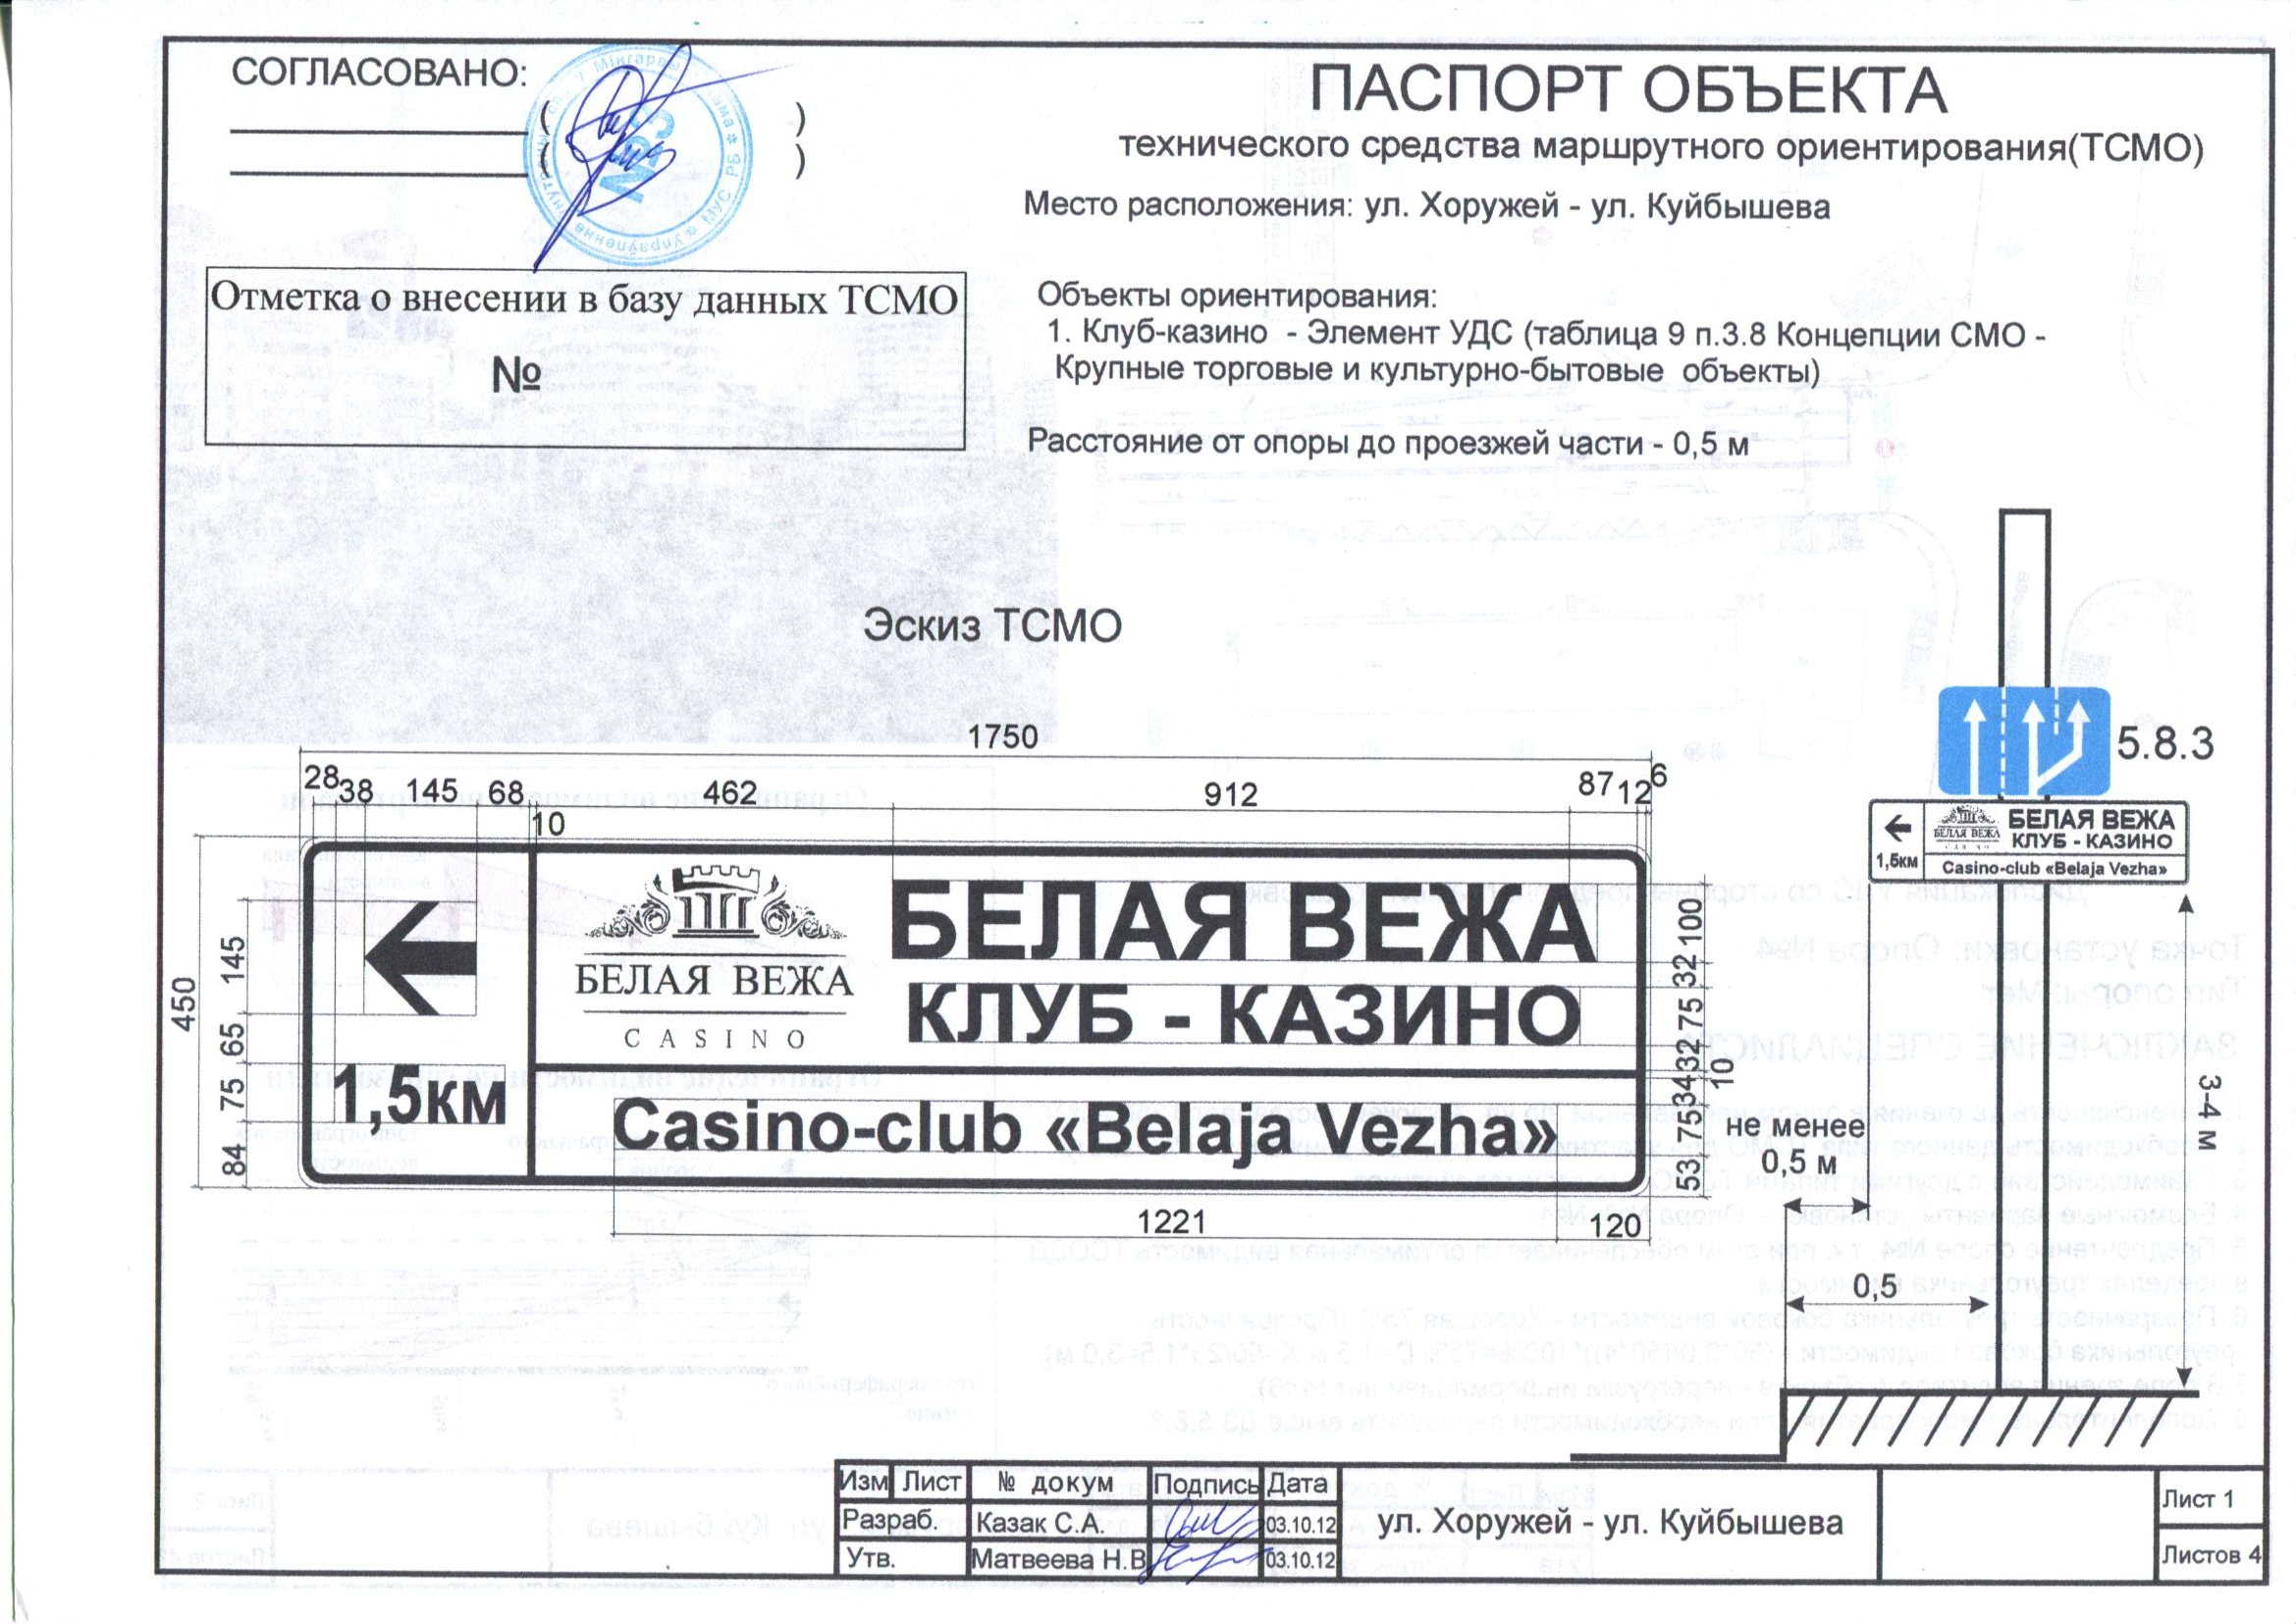 СОГЛАСОВАНО:
( )
( )
МУС РБ
ПАСПОРТ ОБЪЕКТА
технического средства маршрутного ориентирования(ТСМО)
Место расположения: ул. Хоружей - ул. Куйбышева
Отметка о внесении в базу данных ТСМО
№
Объекты ориентирования:
1. Клуб-казино - Элемент УДС (таблица 9 п.3.8 Концепции СМО -
Крупные торговые и культурно-бытовые объекты)
Расстояние от опоры до проезжей части - 0,5 м
Эскиз ТСМО
1750
28 38 145 68 10 462 912 87 12 6
450
145 65 75 84
1,5км
БЕЛАЯ ВЕЖА
CASINO
БЕЛАЯ ВЕЖА
КЛУБ - КАЗИНО
Casino-club «Belaja Vezha»
100 32 75 32 10 34 75 53
1221 120
5.8.3
1,5км
БЕЛАЯ ВЕЖА
CASINO
БЕЛАЯ ВЕЖА
КЛУБ - КАЗИНО
Casino-club «Belaja Vezha»
не менее
0,5 м
0,5
3-4 м
Изм Лист № докум Подпись Дата
Разраб. Казак С.А. 03.10.12
Утв. Матвеева Н.В 03.10.12
ул. Хоружей - ул. Куйбышева
Лист 1
Листов 4